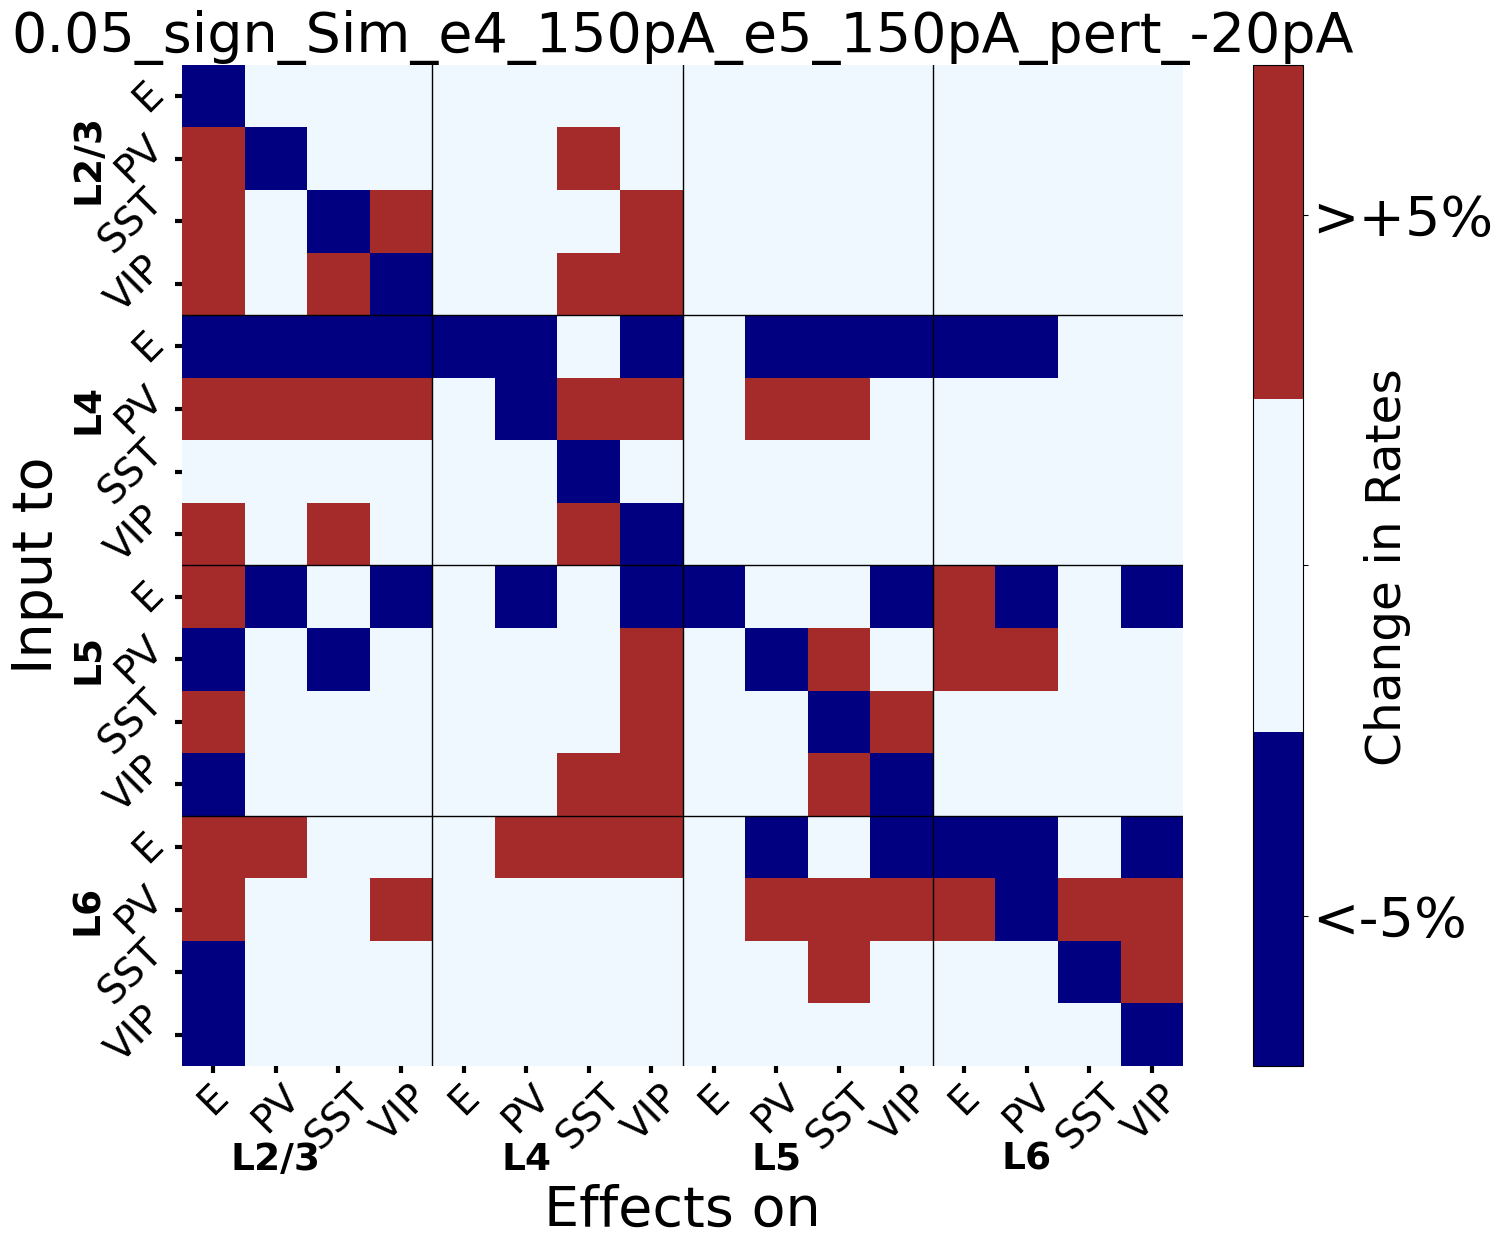 0.05_sign_Sim_e4_150pA_e5_150pA_pert_-20pA
Input to
L2/3
E
PV
SST
VIP
L4
E
PV
SST
VIP
L5
E
PV
SST
VIP
L6
E
PV
SST
VIP
E
PV
SST
VIP
E
PV
SST
VIP
E
PV
SST
VIP
E
PV
SST
VIP
L2/3
L4
L5
L6
Effects on
>+5%
<-5%
Change in Rates